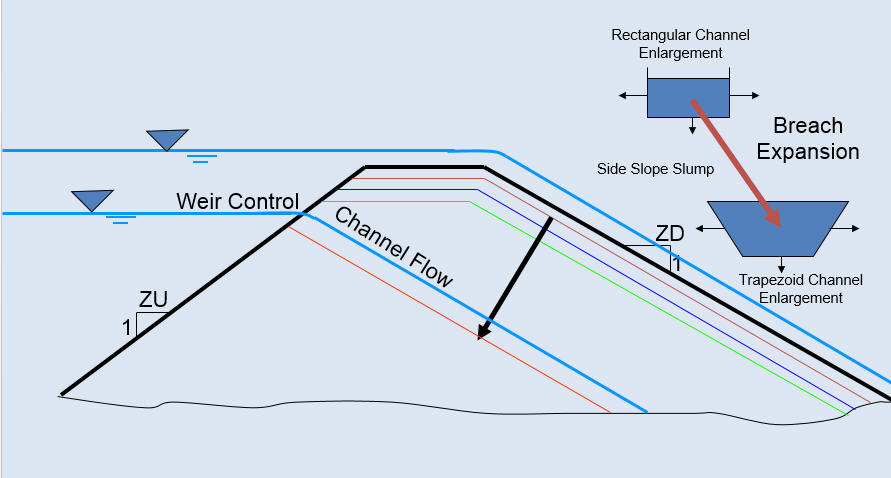 Rectangular Channel
Enlargement
Breach
Expansion
Side Slope Slump
Weir Control
Channel Flow
ZD
1
Trapezoid Channel
Enlargement
ZU
1